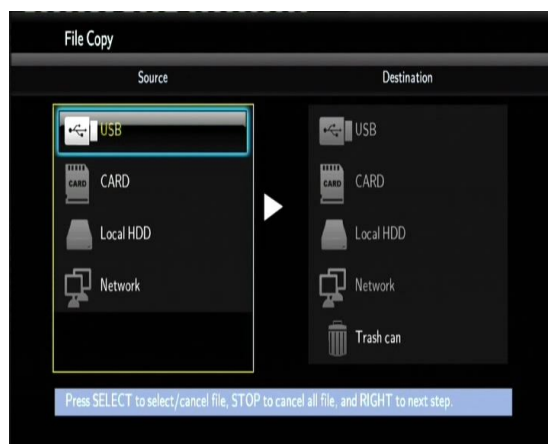 File Copy
Source
Destination
USB
CARD
CARD
Local HDD
Network
USB
CARD
CARD
Local HDD
Network
Trash can
Press SELECT to select/cancel file, STOP to cancel all file, and RIGHT to next step.